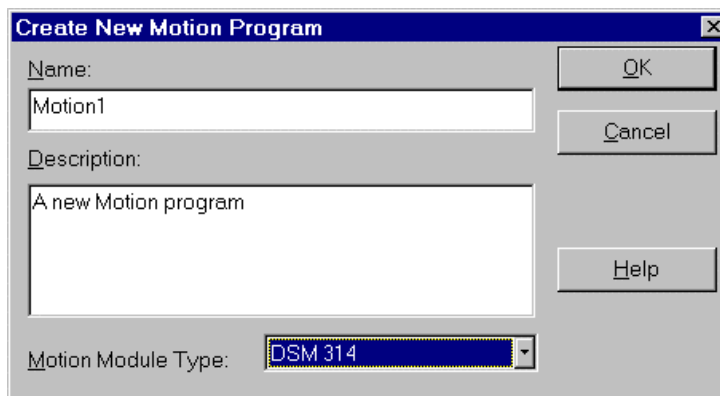 Create New Motion Program
Name:
OK
Motion1
Cancel
Description:
A new Motion program
Help
Motion Module Type:
DSM 314